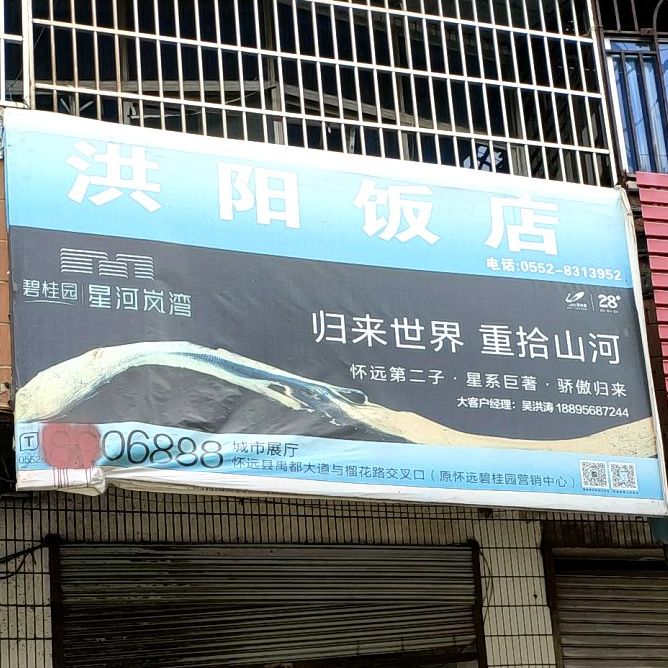 洪阳饭店
电话:0552-8313952
碧桂园 星河岚湾
28°
归来世界 重拾山河
怀远第二子·星系巨著·骄傲归来
大客户经理:吴洪涛 18895687244
T
0552
06888
城市展厅
怀远县禹都大道与榴花路交叉口(原怀远碧桂园营销中心)